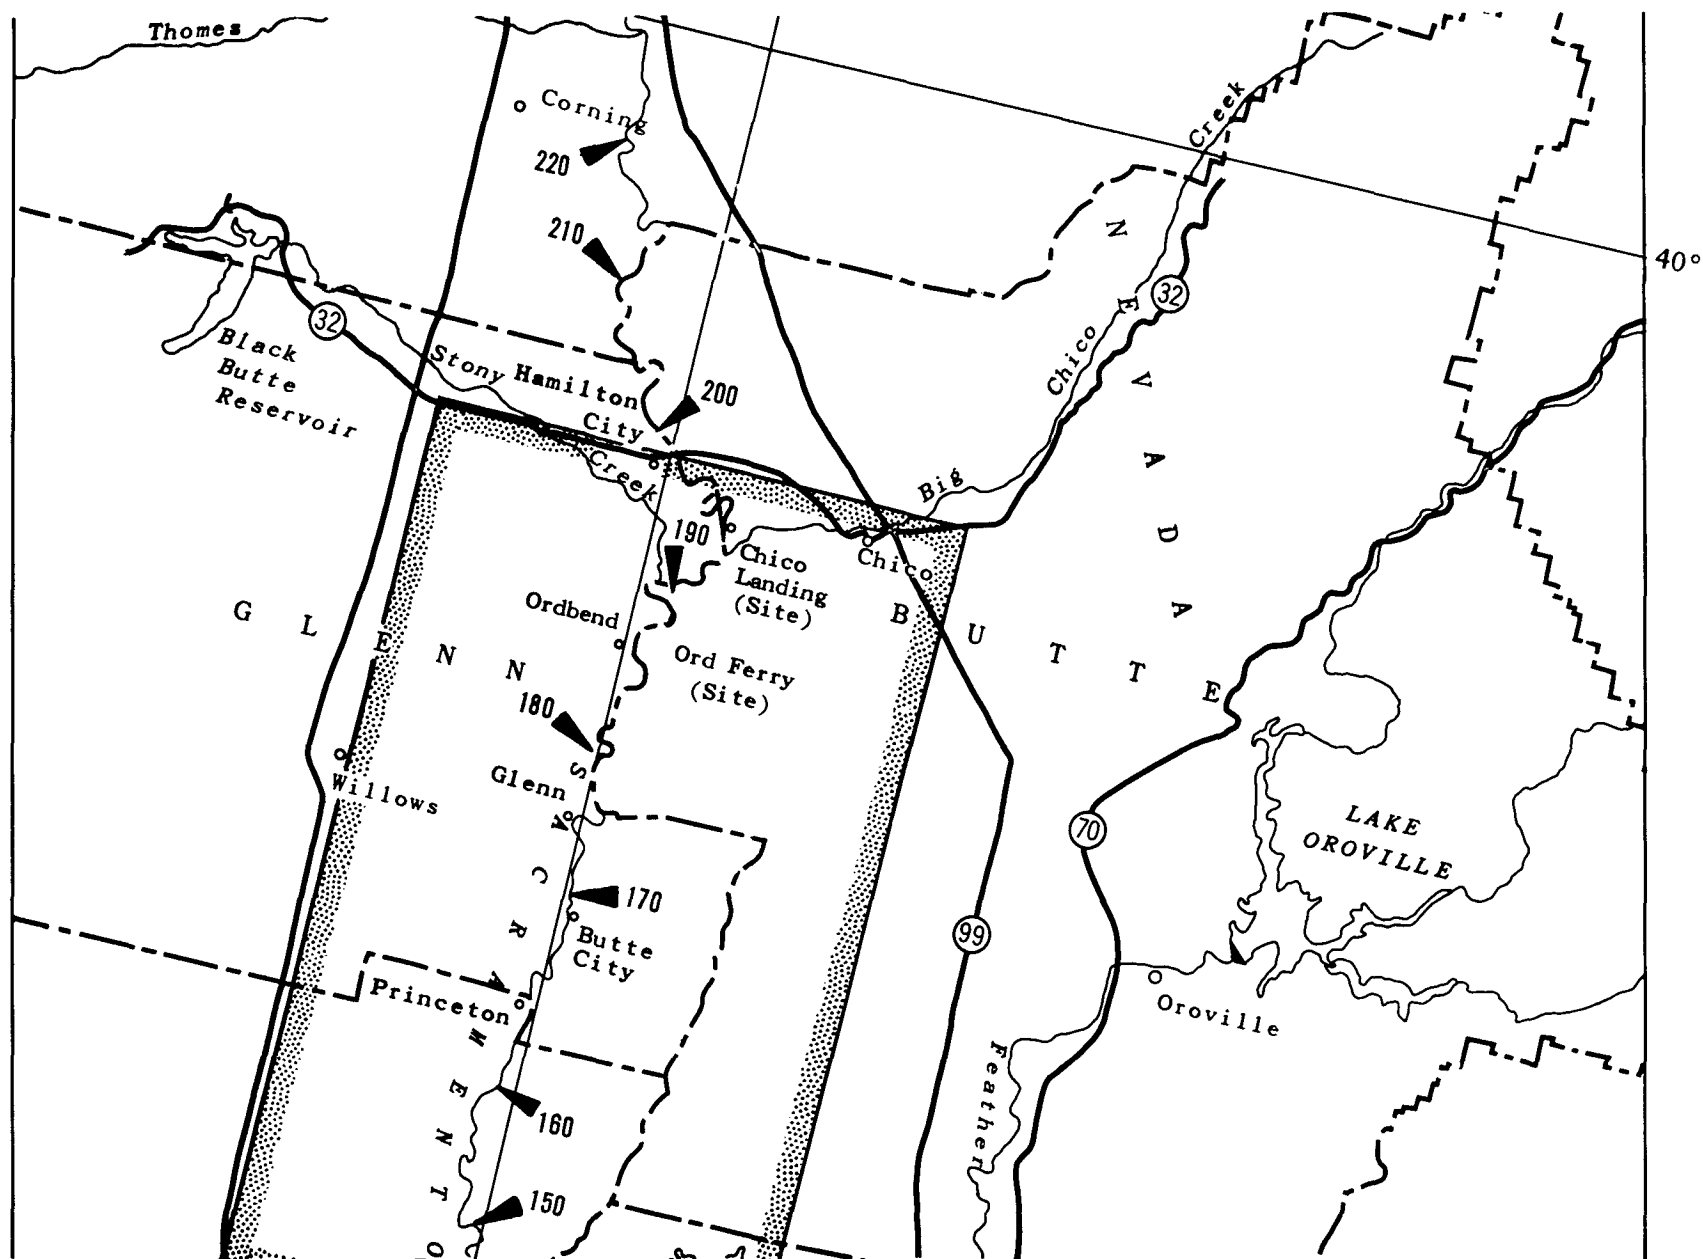 Thomes
Corning
220
Creek
210
N
E
V
A
D
A
40°
32
32
Black
Butte
Reservoir
Stony
Hamilton
City
Creek
200
Chico
Big
190
Chico
Landing
(Site)
Chico
Ordbend
Ord Ferry
(Site)
G L E N N
B U T T E
180
Glenn
Willows
S
A
C
R
A
M
E
N
T
O
170
Butte
City
Princeton
99
70
LAKE
OROVILLE
Oroville
Feather
160
150